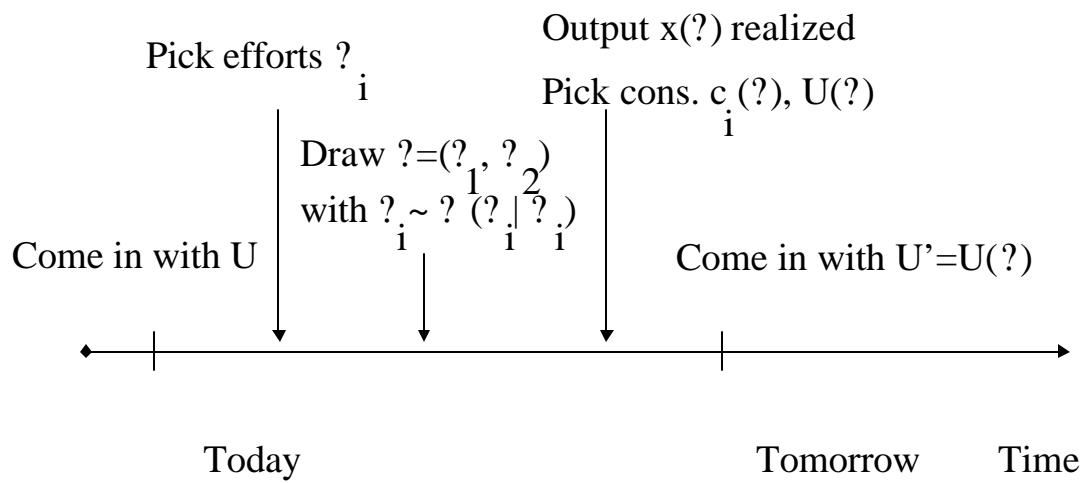 Output x(?) realized
Pick efforts ?i
Pick cons. ci(?), U(?)
Draw ?=(?1, ?2)
with ?i ~ ? (?i| ?i)
Come in with U
Come in with U’=U(?)
Today
Tomorrow
Time